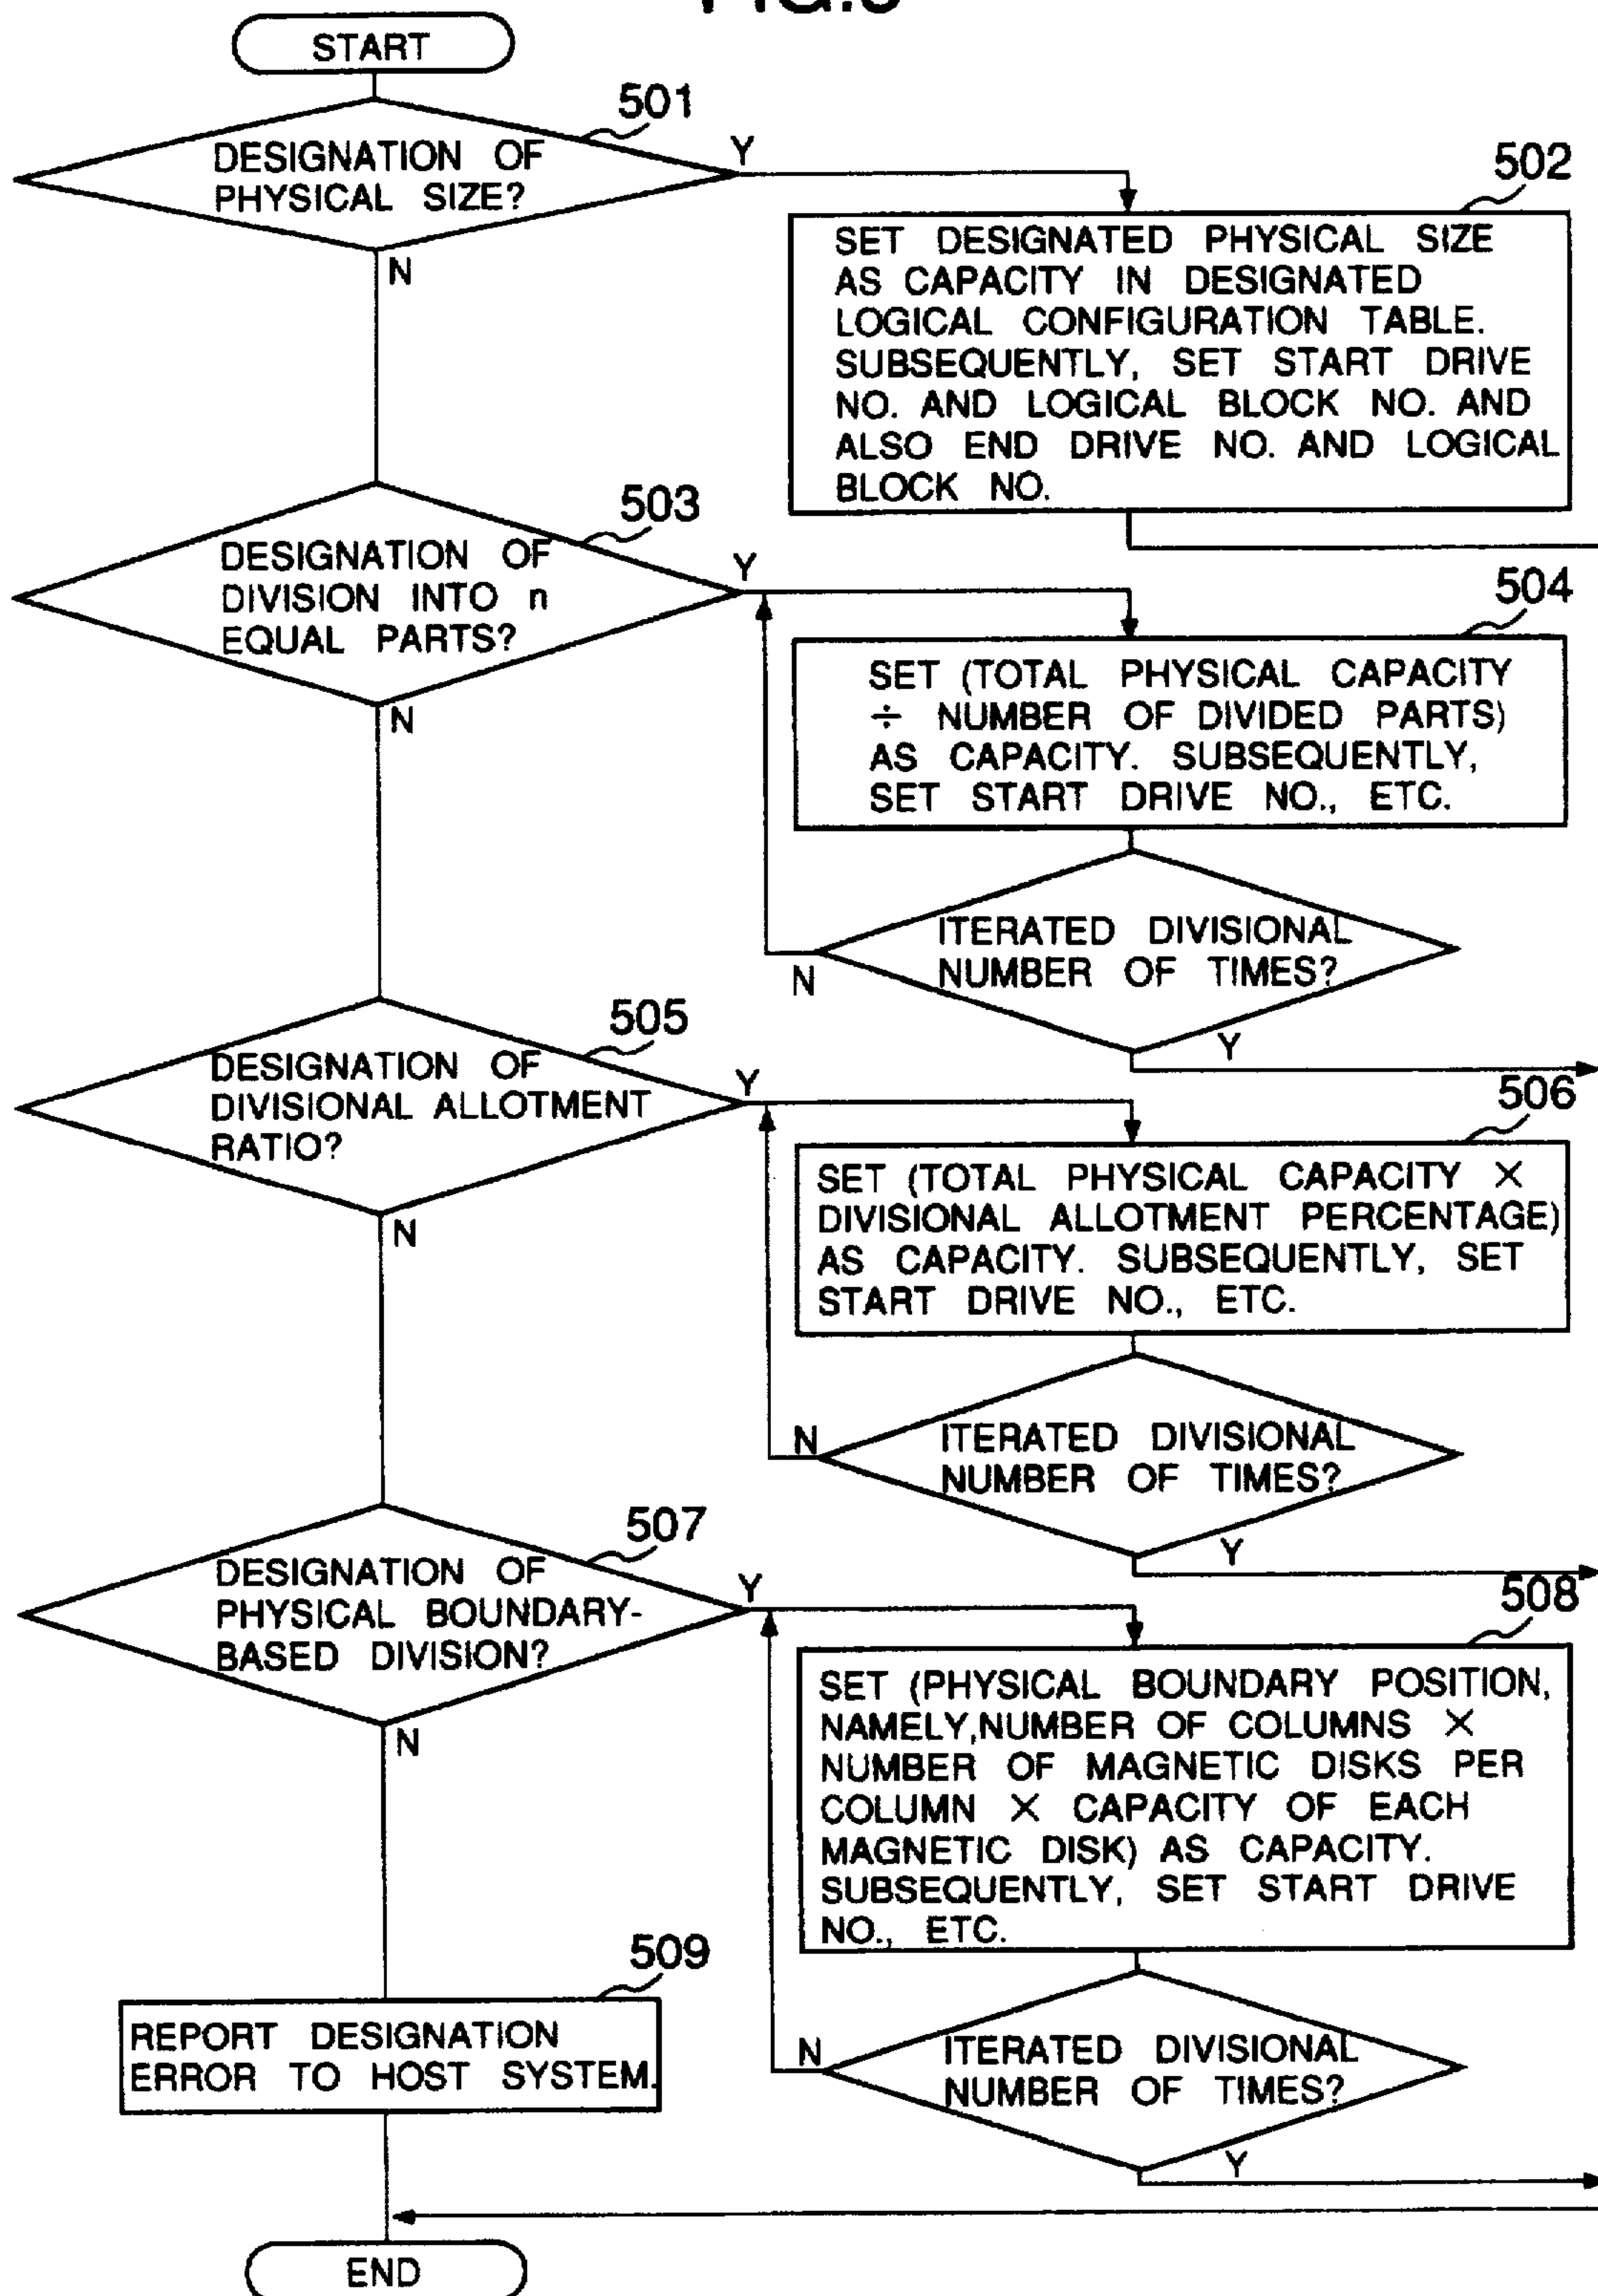 START
501
DESIGNATION OF
PHYSICAL SIZE?
Y
N
502
SET DESIGNATED PHYSICAL SIZE
AS CAPACITY IN DESIGNATED
LOGICAL CONFIGURATION TABLE.
SUBSEQUENTLY, SET START DRIVE
NO. AND LOGICAL BLOCK NO. AND
ALSO END DRIVE NO. AND LOGICAL
BLOCK NO.
503
DESIGNATION OF
DIVISION INTO n
EQUAL PARTS?
Y
N
504
SET (TOTAL PHYSICAL CAPACITY
÷ NUMBER OF DIVIDED PARTS)
AS CAPACITY. SUBSEQUENTLY,
SET START DRIVE NO., ETC.
ITERATED DIVISIONAL
NUMBER OF TIMES?
N
Y
505
DESIGNATION OF
DIVISIONAL ALLOTMENT
RATIO?
Y
N
506
SET (TOTAL PHYSICAL CAPACITY ×
DIVISIONAL ALLOTMENT PERCENTAGE)
AS CAPACITY. SUBSEQUENTLY, SET
START DRIVE NO., ETC.
ITERATED DIVISIONAL
NUMBER OF TIMES?
N
Y
507
DESIGNATION OF
PHYSICAL BOUNDARY-
BASED DIVISION?
Y
N
508
SET (PHYSICAL BOUNDARY POSITION,
NAMELY,NUMBER OF COLUMNS ×
NUMBER OF MAGNETIC DISKS PER
COLUMN × CAPACITY OF EACH
MAGNETIC DISK) AS CAPACITY.
SUBSEQUENTLY, SET START DRIVE
NO., ETC.
ITERATED DIVISIONAL
NUMBER OF TIMES?
N
Y
509
REPORT DESIGNATION
ERROR TO HOST SYSTEM.
END